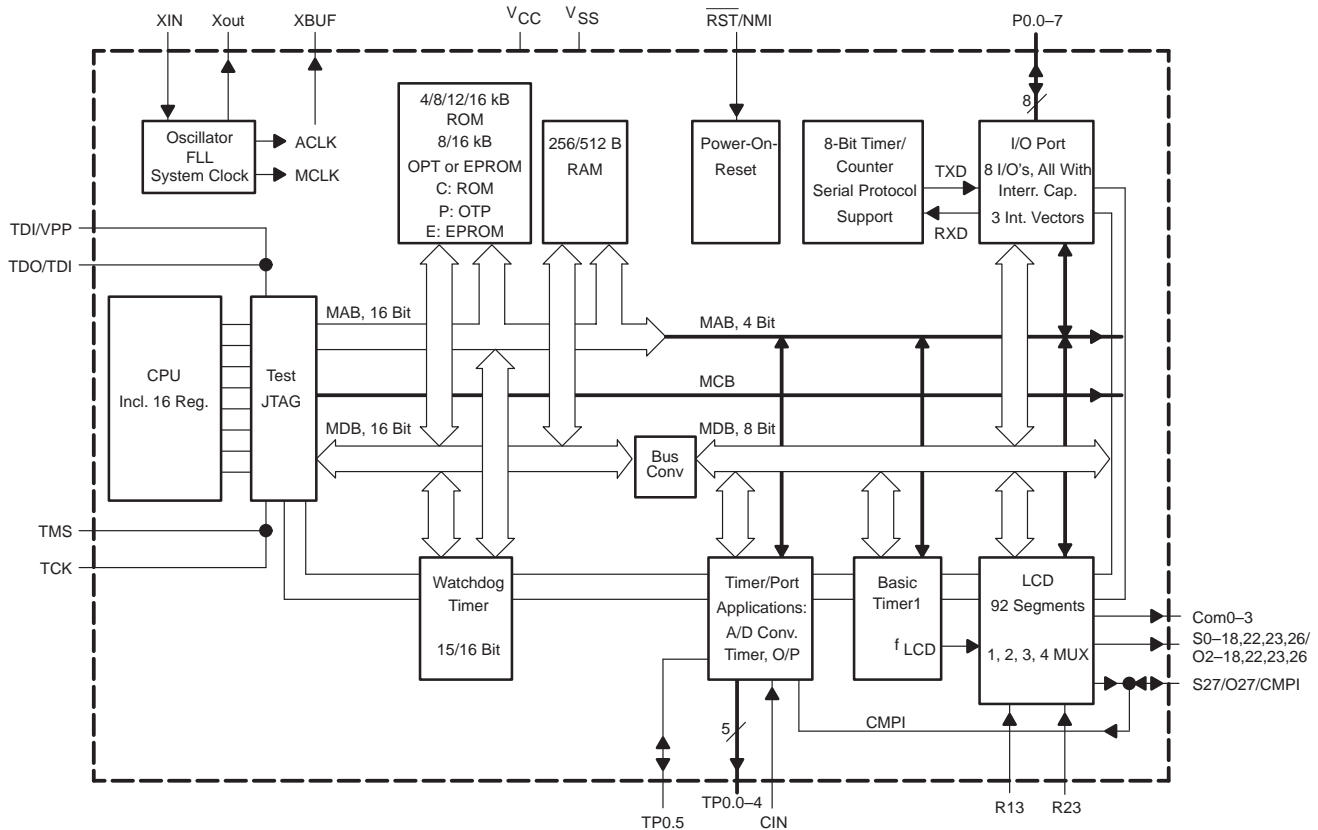 XIN
Xout
XBUF
VCC
VSS
RST/NMI
P0.0–7
4/8/12/16 kB
ROM
8/16 kB
OPT or EPROM
C: ROM
P: OTP
E: EPROM
256/512 B
RAM
Power-On-
Reset
8-Bit Timer/
Counter
Serial Protocol
Support
TXD
RXD
8
I/O Port
8 I/O's, All With
Interr. Cap.
3 Int. Vectors
Oscillator
FLL
System Clock
ACLK
MCLK
TDI/VPP
TDO/TDI
CPU
Incl. 16 Reg.
Test
JTAG
MAB, 16 Bit
MAB, 4 Bit
MCB
MDB, 16 Bit
Bus
Conv
MDB, 8 Bit
TMS
TCK
Watchdog
Timer
15/16 Bit
Timer/Port
Applications:
A/D Conv.
Timer, O/P
Basic
Timer1
f LCD
LCD
92 Segments
1, 2, 3, 4 MUX
Com0–3
S0–18,22,23,26/
O2–18,22,23,26
S27/O27/CMPI
CMPI
5
TP0.5
TP0.0–4
CIN
R13
R23